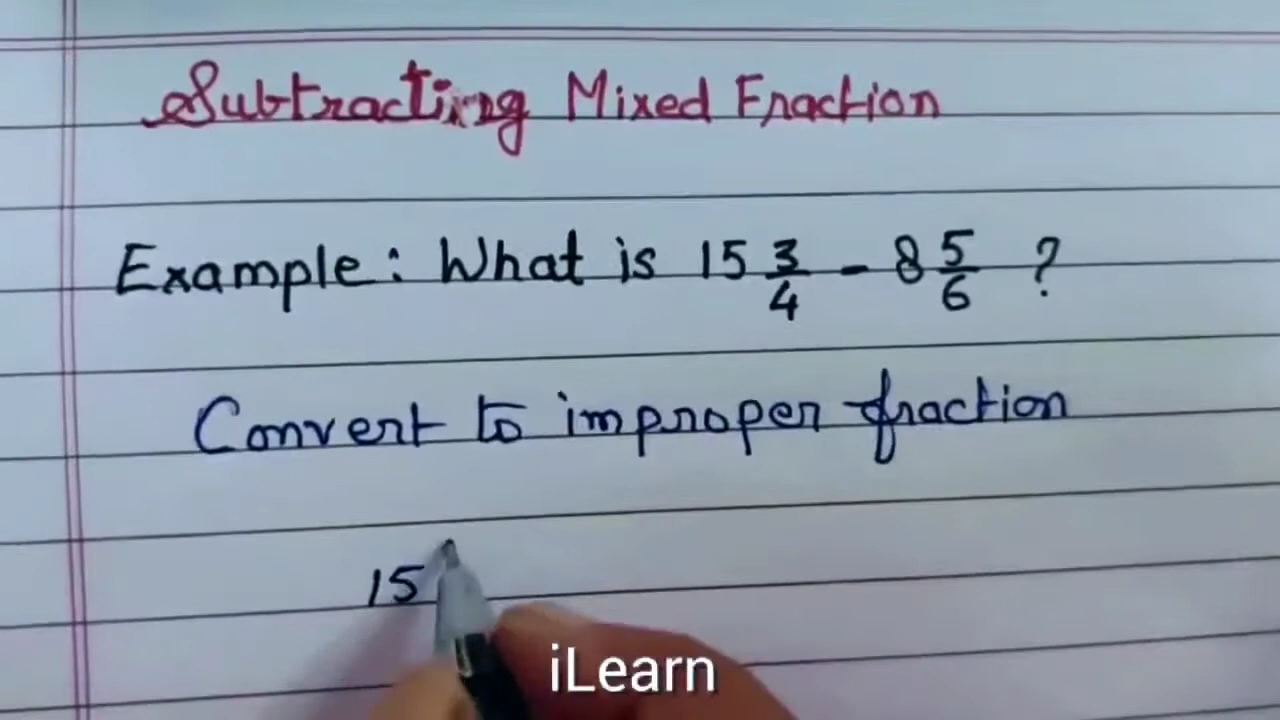 Subtracting Mixed Fraction
Example: What is 15 3/4 - 8 5/6 ?
Convert to improper fraction
15
iLearn